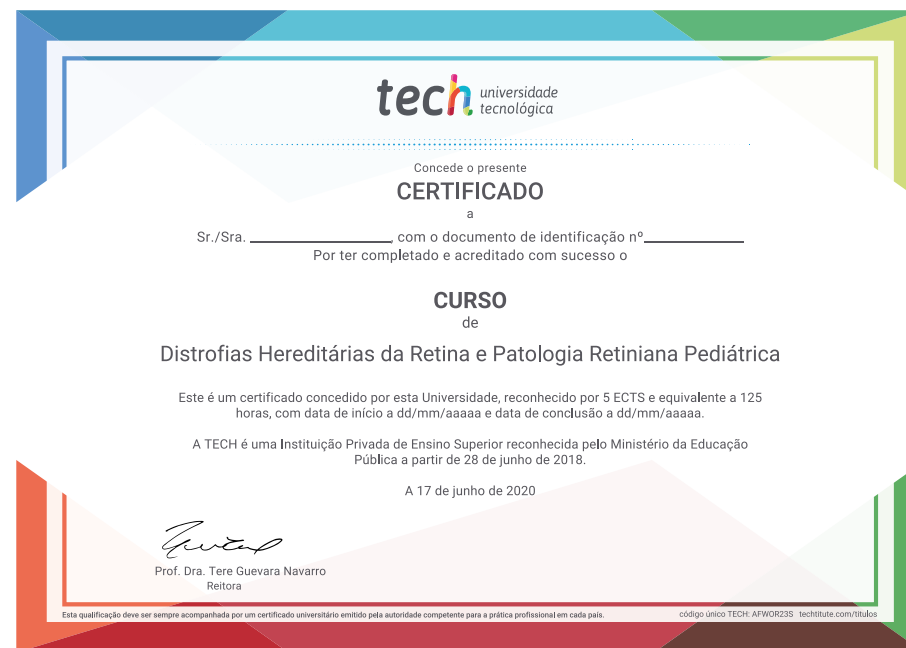 tech universidade
tecnológica
Concede o presente
CERTIFICADO
a
Sr./Sra. ____________________, com o documento de identificação nº______________
Por ter completado e acreditado com sucesso o
CURSO
de
Distrofias Hereditárias da Retina e Patologia Retiniana Pediátrica
Este é um certificado concedido por esta Universidade, reconhecido por 5 ECTS e equivalente a 125
horas, com data de início a dd/mm/aaaaa e data de conclusão a dd/mm/aaaaa.
A TECH é uma Instituição Privada de Ensino Superior reconhecida pelo Ministério da Educação
Pública a partir de 28 de junho de 2018.
A 17 de junho de 2020
Prof. Dra. Tere Guevara Navarro
Reitora
Esta qualificação deve ser sempre acompanhada por um certificado universitário emitido pela autoridade competente para a prática profissional em cada país.
código único TECH: AFWOR23S techtitute.com/titulos